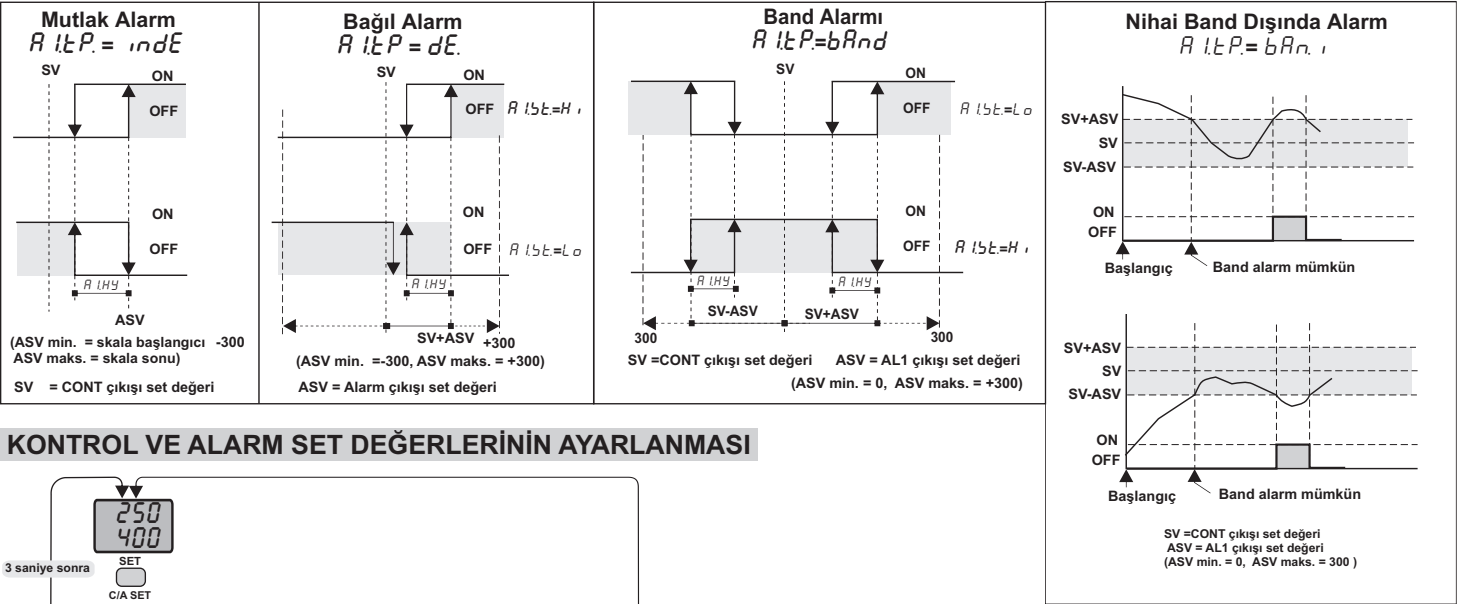 Mutlak Alarm
A1.tP. = indE
SV
ON
OFF
ON
OFF
A1.HY
ASV
(ASV min. = skala başlangıcı -300
ASV maks. = skala sonu)
SV = CONT çıkışı set değeri
Bağıl Alarm
A1.tP = dE.
SV
ON
OFF
A1.St.=Hi
ON
OFF
A1.St.=Lo
A1.HY
SV+ASV +300
(ASV min. =-300, ASV maks. = +300)
ASV = Alarm çıkışı set değeri
Band Alarmı
A1.tP.=bAnd
SV
ON
OFF
A1.St.=Lo
ON
OFF
A1.St.=Hi
A1.HY A1.HY
SV-ASV SV+ASV
300 300
SV =CONT çıkışı set değeri ASV = AL1 çıkışı set değeri
(ASV min. = 0, ASV maks. = +300)
Nihai Band Dışında Alarm
A1.tP.= bAn.i
SV+ASV
SV
SV-ASV
ON
OFF
Başlangıç Band alarm mümkün
SV+ASV
SV
SV-ASV
ON
OFF
Başlangıç Band alarm mümkün
SV =CONT çıkışı set değeri
ASV = AL1 çıkışı set değeri
(ASV min. = 0, ASV maks. = 300 )
KONTROL VE ALARM SET DEĞERLERİNİN AYARLANMASI
250
400
3 saniye sonra
SET
C/A SET